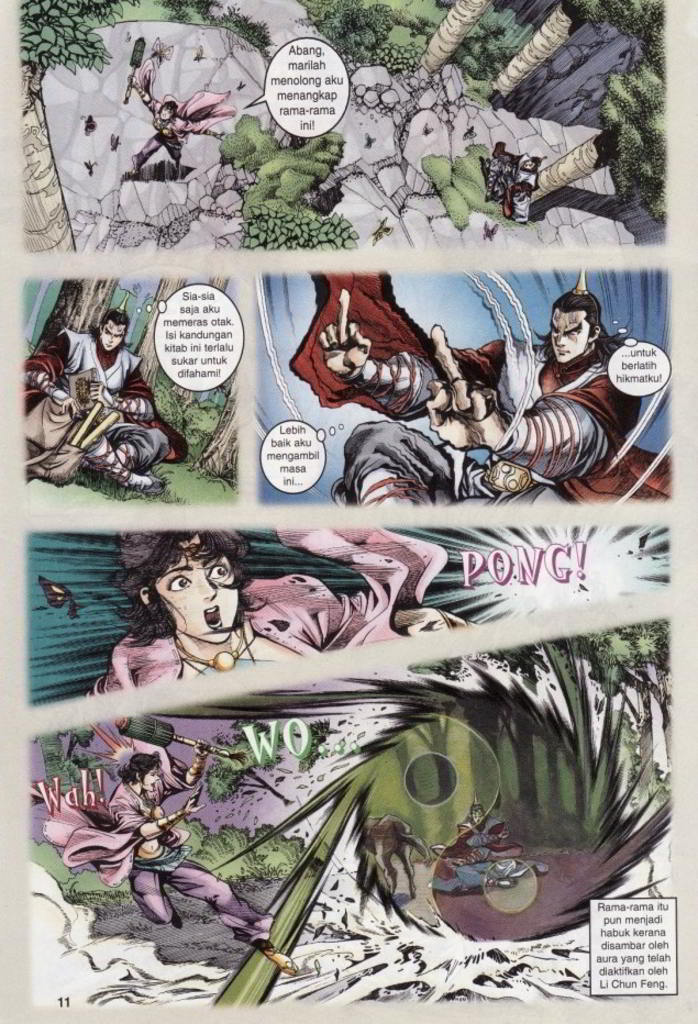 Abang,
marilah
menolong aku
menangkap
rama-rama
ini!
Sia-sia
saja aku
memeras otak.
Isi kandungan
kitab ini terlalu
sukar untuk
difahami!
Lebih
baik aku
mengambil
masa
ini...
...untuk
berlatih
hikmatku!
PONG!
WO...
Wah!
Rama-rama itu
pun menjadi
habuk kerana
disambar oleh
aura yang telah
diaktifkan oleh
Li Chun Feng.
11